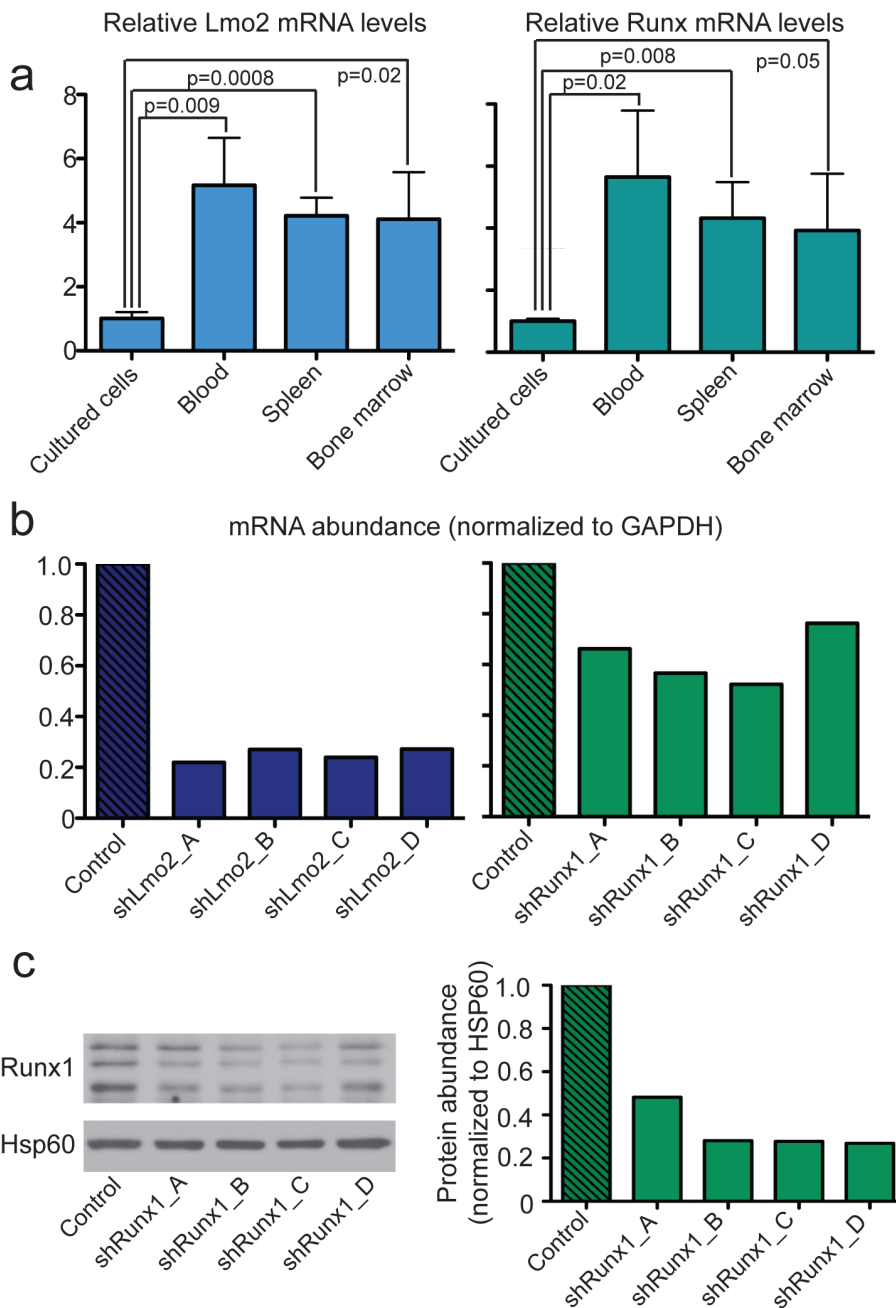 Relative Lmo2 mRNA levels
Relative Runx mRNA levels
a
p=0.02
p=0.0008
p=0.009
p=0.05
p=0.008
p=0.02
8
6
4
2
0
Cultured cells
Blood
Spleen
Bone marrow
Cultured cells
Blood
Spleen
Bone marrow
b
mRNA abundance (normalized to GAPDH)
1.0
0.8
0.6
0.4
0.2
0
Control
shLmo2_A
shLmo2_B
shLmo2_C
shLmo2_D
Control
shRunx1_A
shRunx1_B
shRunx1_C
shRunx1_D
c
Runx1
Hsp60
Control
shRunx1_A
shRunx1_B
shRunx1_C
shRunx1_D
Protein abundance
(normalized to HSP60)
1.0
0.8
0.6
0.4
0.2
0
Control
shRunx1_A
shRunx1_B
shRunx1_C
shRunx1_D